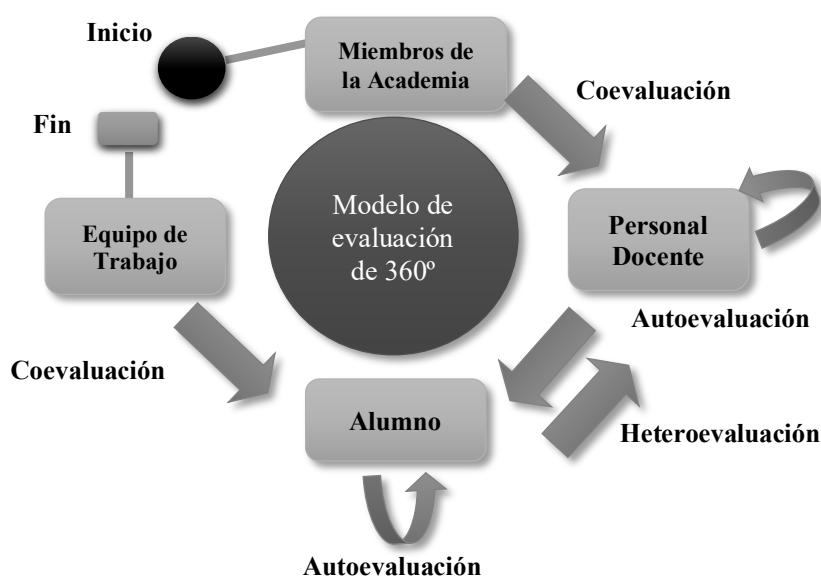 Inicio
Miembros de
la Academia
Coevaluación
Fin
Equipo de
Trabajo
Modelo de
evaluación
de 360º
Personal
Docente
Autoevaluación
Coevaluación
Alumno
Heteroevaluación
Autoevaluación